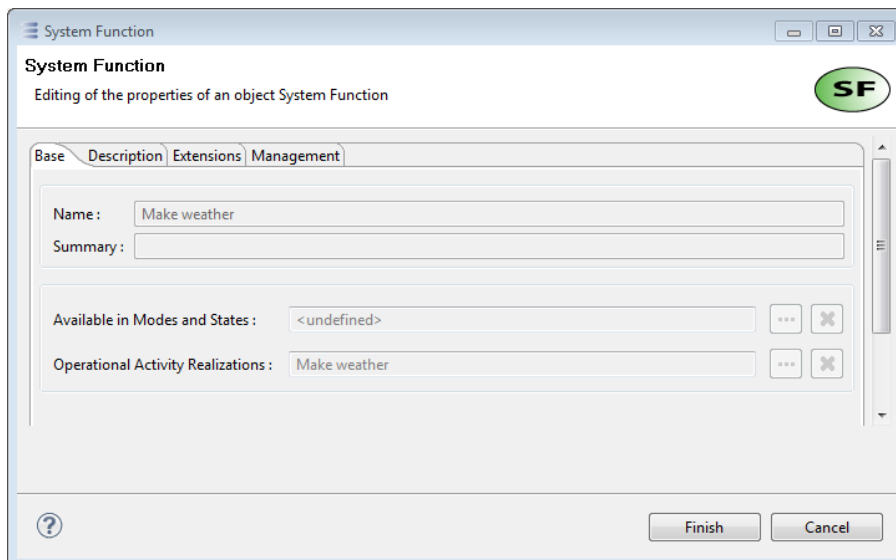 System Function
System Function
Editing of the properties of an object System Function
SF
Base Description Extensions Management
Name : Make weather
Summary :
Available in Modes and States : <undefined> ...
Operational Activity Realizations : Make weather ...
Finish Cancel